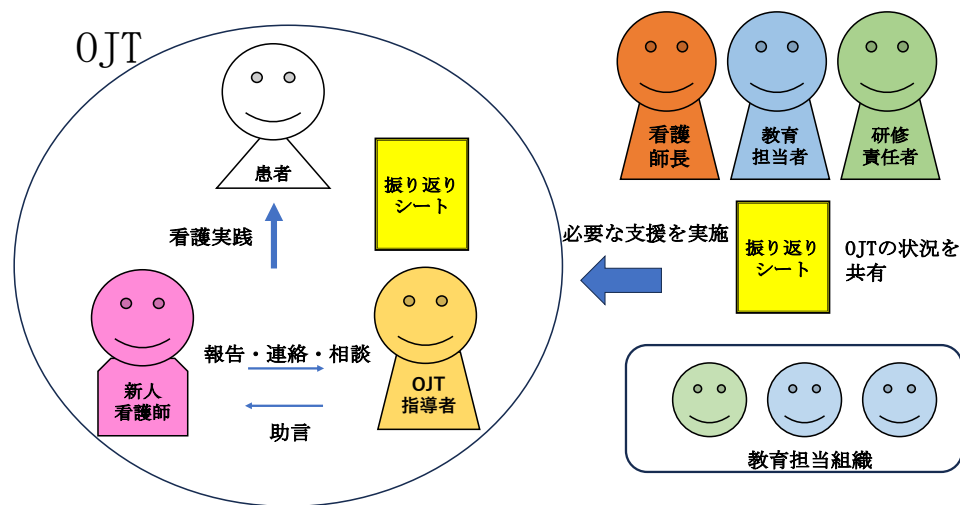 OJT
患者
振り返り
シート
看護実践
新人
看護師
報告・連絡・相談
助言
OJT
指導者
看護
師長
教育
担当者
研修
責任者
必要な支援を実施
振り返り
シート
OJTの状況を
共有
教育担当組織